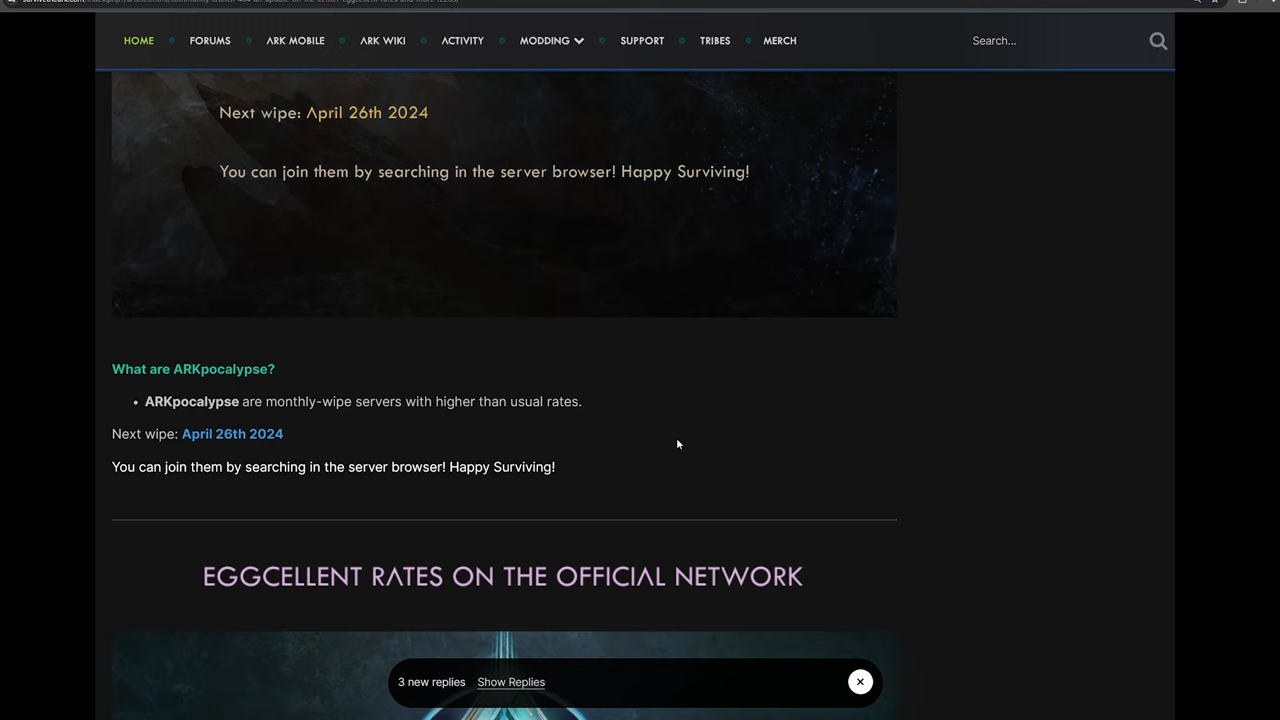 HOME FORUMS ARK MOBILE ARK WIKI ACTIVITY MODDING SUPPORT TRIBES MERCH Search...
Next wipe: April 26th 2024
You can join them by searching in the server browser! Happy Surviving!
What are ARKpocalypse?
• ARKpocalypse are monthly-wipe servers with higher than usual rates.
Next wipe: April 26th 2024
You can join them by searching in the server browser! Happy Surviving!
EGGCELLENT RATES ON THE OFFICIAL NETWORK
3 new replies Show Replies